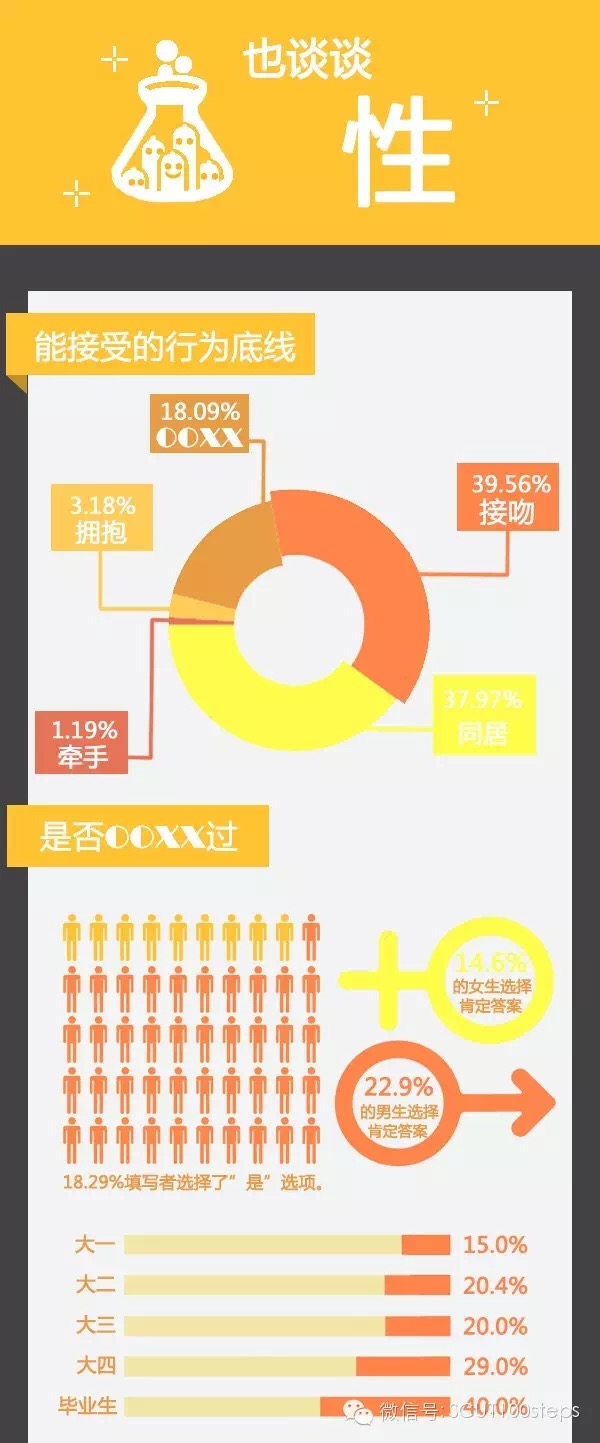 也谈谈
性
能接受的行为底线
18.09%
OOXX
39.56%
接吻
3.18%
拥抱
37.97%
同居
1.19%
牵手
是否OOXX过
14.6%
的女生选择
肯定答案
22.9%
的男生选择
肯定答案
18.29%填写者选择了”是”选项。
大一 15.0%
大二 20.4%
大三 20.0%
大四 29.0%
毕业生 40.0%
微信号: